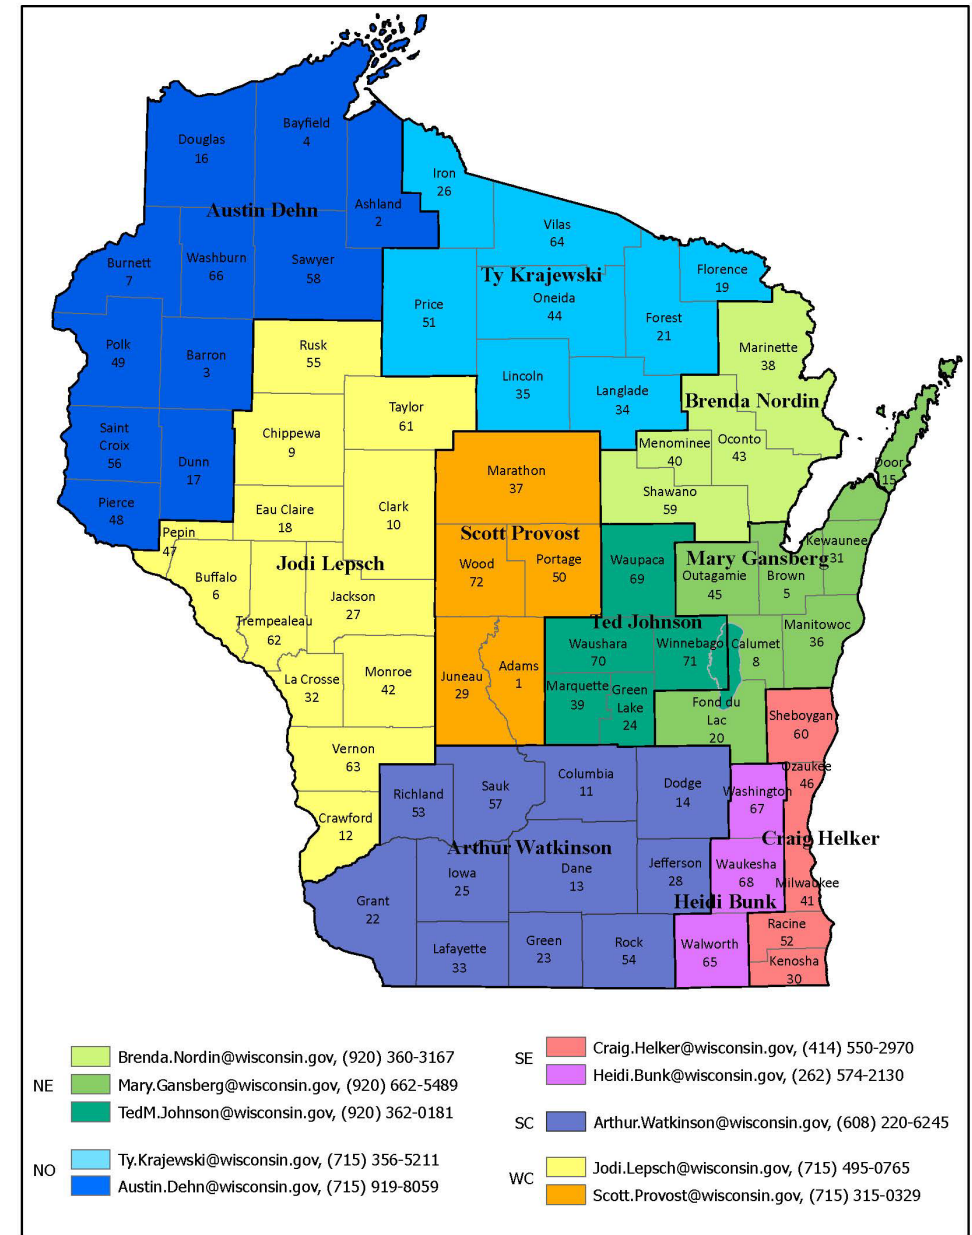 Bayfield
4
Douglas
16
Iron
26
Ashland
2
Austin Dehn
Vilas
64
Burnett
7
Washburn
66
Sawyer
58
Ty Krajewski
Florence
19
Price
51
Oneida
44
Forest
21
Polk
49
Barron
3
Rusk
55
Marinette
38
Lincoln
35
Langlade
34
Brenda Nordin
Taylor
61
Saint
Croix
56
Chippewa
9
Menominee
40
Oconto
43
Dunn
17
Marathon
37
Door
15
Shawano
59
Pierce
48
Eau Claire
18
Clark
10
Pepin
47
Scott Provost
Kewaunee
31
Jodi Lepsch
Wood
72
Portage
50
Waupaca
69
Mary Gansberg
Outagamie
45
Brown
5
Buffalo
6
Jackson
27
Trempealeau
62
Ted Johnson
Manitowoc
36
Waushara
70
Winnebago
71
Calumet
8
La Crosse
32
Monroe
42
Juneau
29
Adams
1
Marquette
39
Green
Lake
24
Fond du
Lac
20
Sheboygan
60
Vernon
63
Ozaukee
46
Richland
53
Sauk
57
Columbia
11
Dodge
14
Washington
67
Crawford
12
Craig Helker
Arthur Watkinson
Iowa
25
Dane
13
Jefferson
28
Waukesha
68
Milwaukee
41
Grant
22
Heidi Bunk
Racine
52
Lafayette
33
Green
23
Rock
54
Walworth
65
Kenosha
30
NE
Brenda.Nordin@wisconsin.gov, (920) 360-3167
Mary.Gansberg@wisconsin.gov, (920) 662-5489
TedM.Johnson@wisconsin.gov, (920) 362-0181
NO
Ty.Krajewski@wisconsin.gov, (715) 356-5211
Austin.Dehn@wisconsin.gov, (715) 919-8059
SE
Craig.Helker@wisconsin.gov, (414) 550-2970
Heidi.Bunk@wisconsin.gov, (262) 574-2130
SC
Arthur.Watkinson@wisconsin.gov, (608) 220-6245
WC
Jodi.Lepsch@wisconsin.gov, (715) 495-0765
Scott.Provost@wisconsin.gov, (715) 315-0329